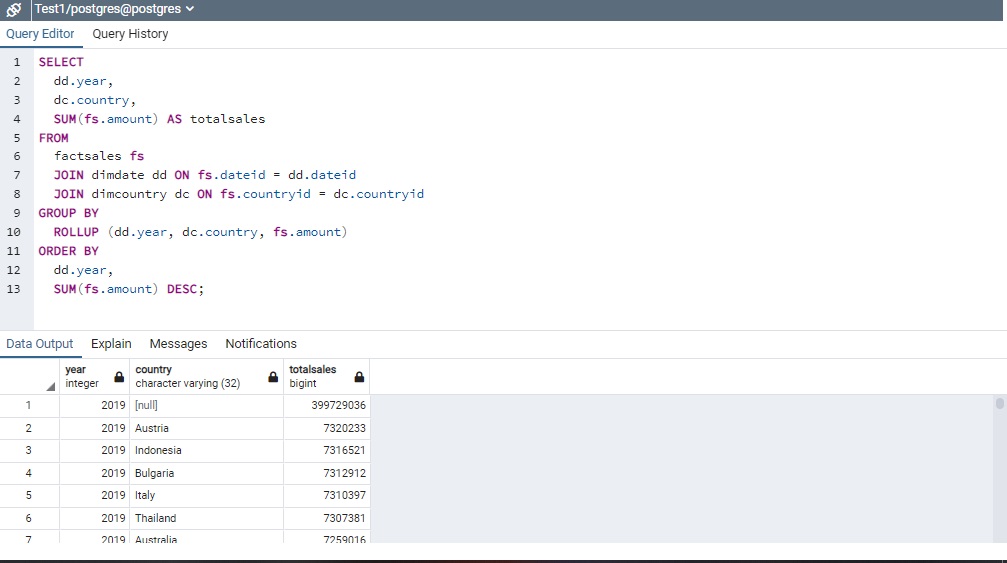 Test1/postgres@postgres
Query Editor Query History
1 SELECT
2 dd.year,
3 dc.country,
4 SUM(fs.amount) AS totalsales
5 FROM
6 factsales fs
7 JOIN dimdate dd ON fs.dateid = dd.dateid
8 JOIN dimcountry dc ON fs.countryid = dc.countryid
9 GROUP BY
10 ROLLUP (dd.year, dc.country, fs.amount)
11 ORDER BY
12 dd.year,
13 SUM(fs.amount) DESC;
Data Output Explain Messages Notifications
year country totalsales
integer character varying (32) bigint
1 2019 [null] 399729036
2 2019 Austria 7320233
3 2019 Indonesia 7316521
4 2019 Bulgaria 7312912
5 2019 Italy 7310397
6 2019 Thailand 7307381
7 2019 Australia 7259016